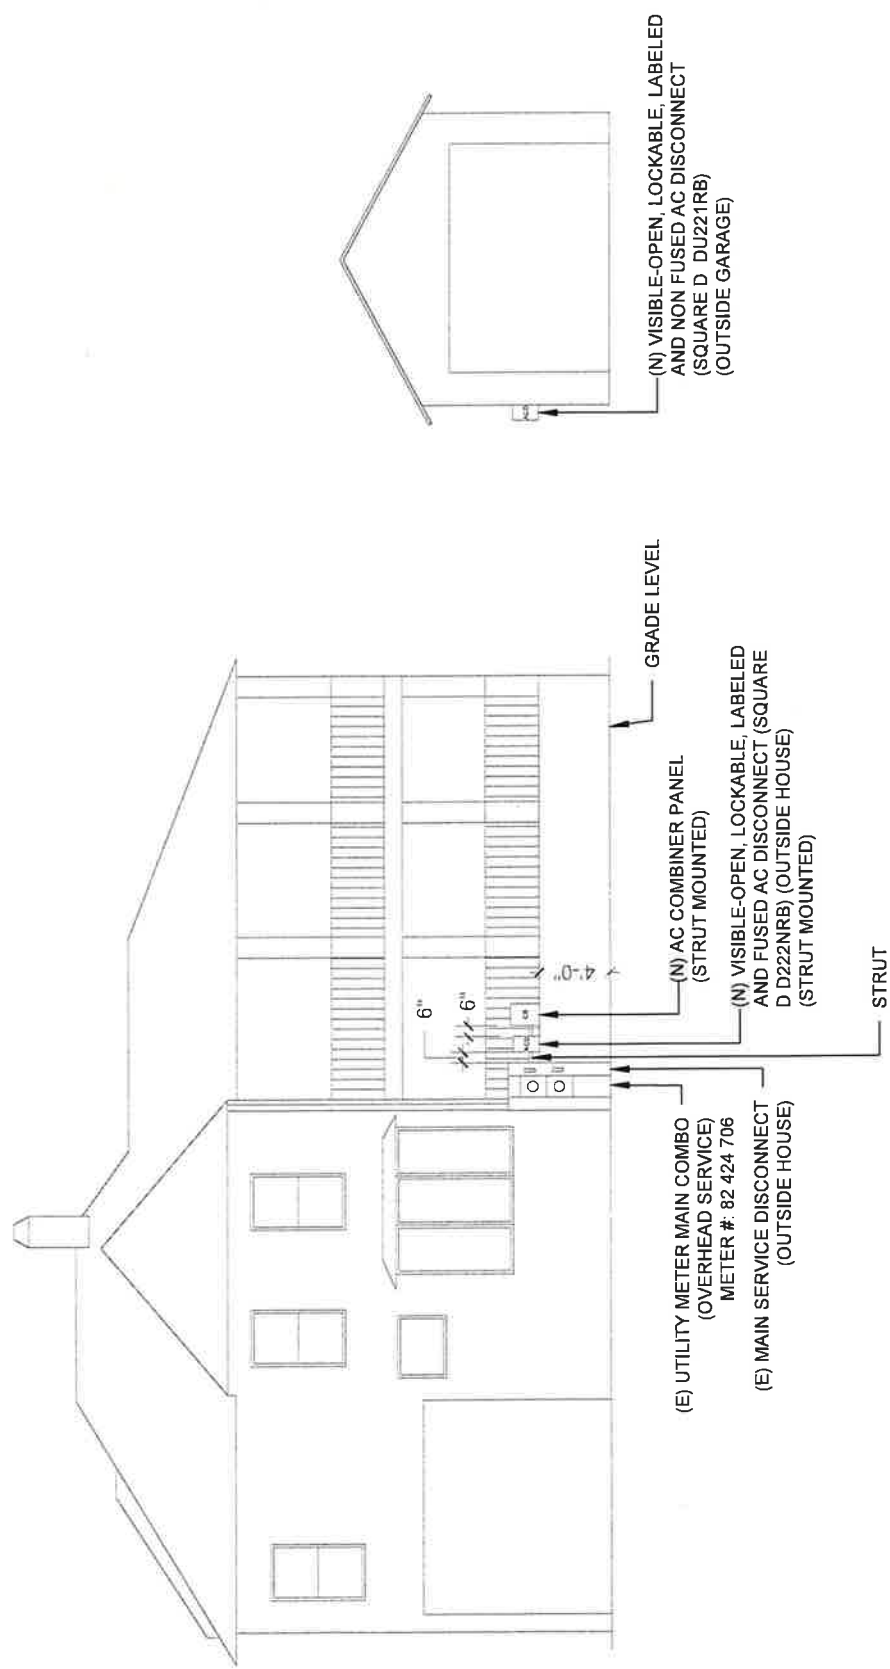 (E) UTILITY METER MAIN COMBO
(OVERHEAD SERVICE)
METER #: 82 424 706
(E) MAIN SERVICE DISCONNECT
(OUTSIDE HOUSE)
STRUT
6"
6"
4'-0"
(N) AC COMBINER PANEL
(STRUT MOUNTED)
(N) VISIBLE-OPEN, LOCKABLE, LABELED
AND FUSED AC DISCONNECT (SQUARE
D D222NRB) (OUTSIDE HOUSE)
(STRUT MOUNTED)
GRADE LEVEL
(N) VISIBLE-OPEN, LOCKABLE, LABELED
AND NON FUSED AC DISCONNECT
(SQUARE D DU221RB)
(OUTSIDE GARAGE)